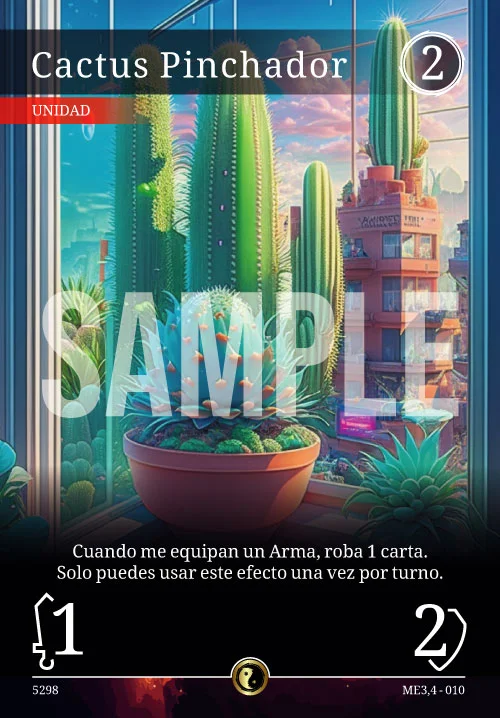 Cactus Pinchador
2
UNIDAD
SAMPLE
Cuando me equipan un Arma, roba 1 carta.
Solo puedes usar este efecto una vez por turno.
1
2
5298
ME3,4 - 010